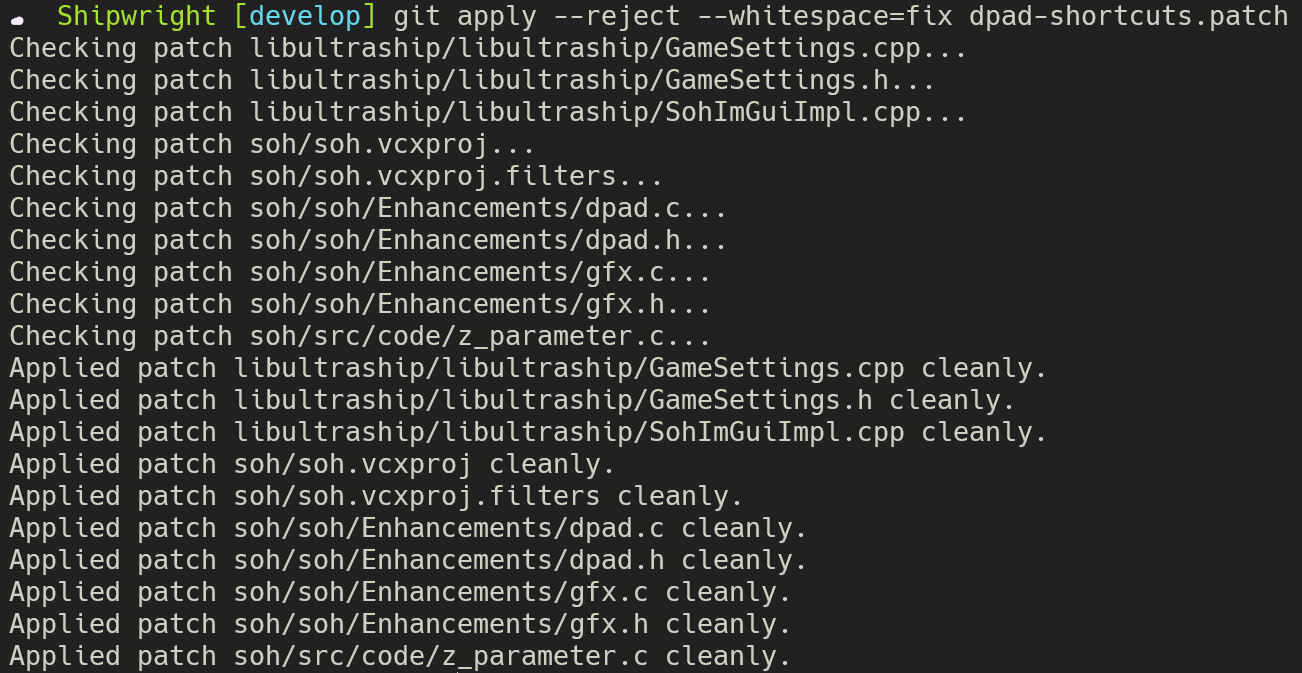 Shipwright [develop] git apply --reject --whitespace=fix dpad-shortcuts.patch
Checking patch libultraship/libultraship/GameSettings.cpp...
Checking patch libultraship/libultraship/GameSettings.h...
Checking patch libultraship/libultraship/SohImGuiImpl.cpp...
Checking patch soh/soh.vcxproj...
Checking patch soh/soh.vcxproj.filters...
Checking patch soh/soh/Enhancements/dpad.c...
Checking patch soh/soh/Enhancements/dpad.h...
Checking patch soh/soh/Enhancements/gfx.c...
Checking patch soh/soh/Enhancements/gfx.h...
Checking patch soh/src/code/z_parameter.c...
Applied patch libultraship/libultraship/GameSettings.cpp cleanly.
Applied patch libultraship/libultraship/GameSettings.h cleanly.
Applied patch libultraship/libultraship/SohImGuiImpl.cpp cleanly.
Applied patch soh/soh.vcxproj cleanly.
Applied patch soh/soh.vcxproj.filters cleanly.
Applied patch soh/soh/Enhancements/dpad.c cleanly.
Applied patch soh/soh/Enhancements/dpad.h cleanly.
Applied patch soh/soh/Enhancements/gfx.c cleanly.
Applied patch soh/soh/Enhancements/gfx.h cleanly.
Applied patch soh/src/code/z_parameter.c cleanly.